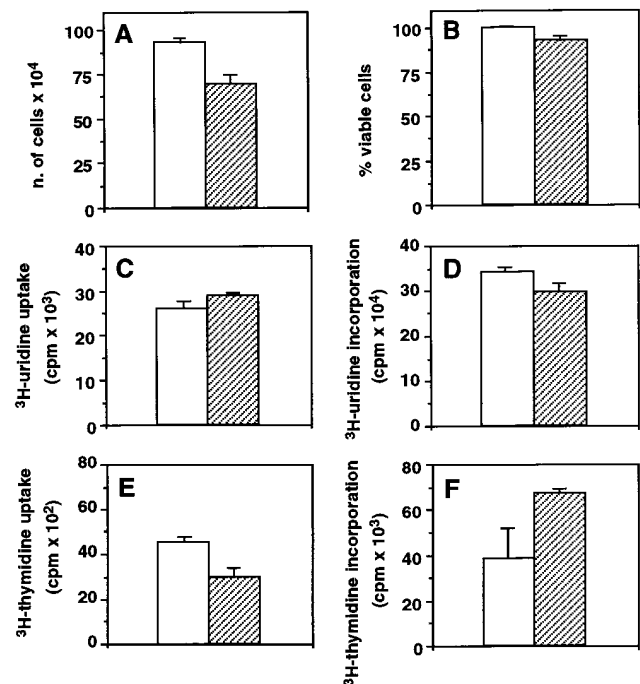 A
n. of cells x 10⁴
100
75
50
25
0
B
% viable cells
100
75
50
25
0
C
³H-uridine uptake
(cpm x 10³)
40
30
20
10
0
D
³H-uridine incorporation
(cpm x 10⁴)
40
30
20
10
0
E
³H-thymidine uptake
(cpm x 10²)
80
60
40
20
0
F
³H-thymidine incorporation
(cpm x 10³)
80
60
40
20
0